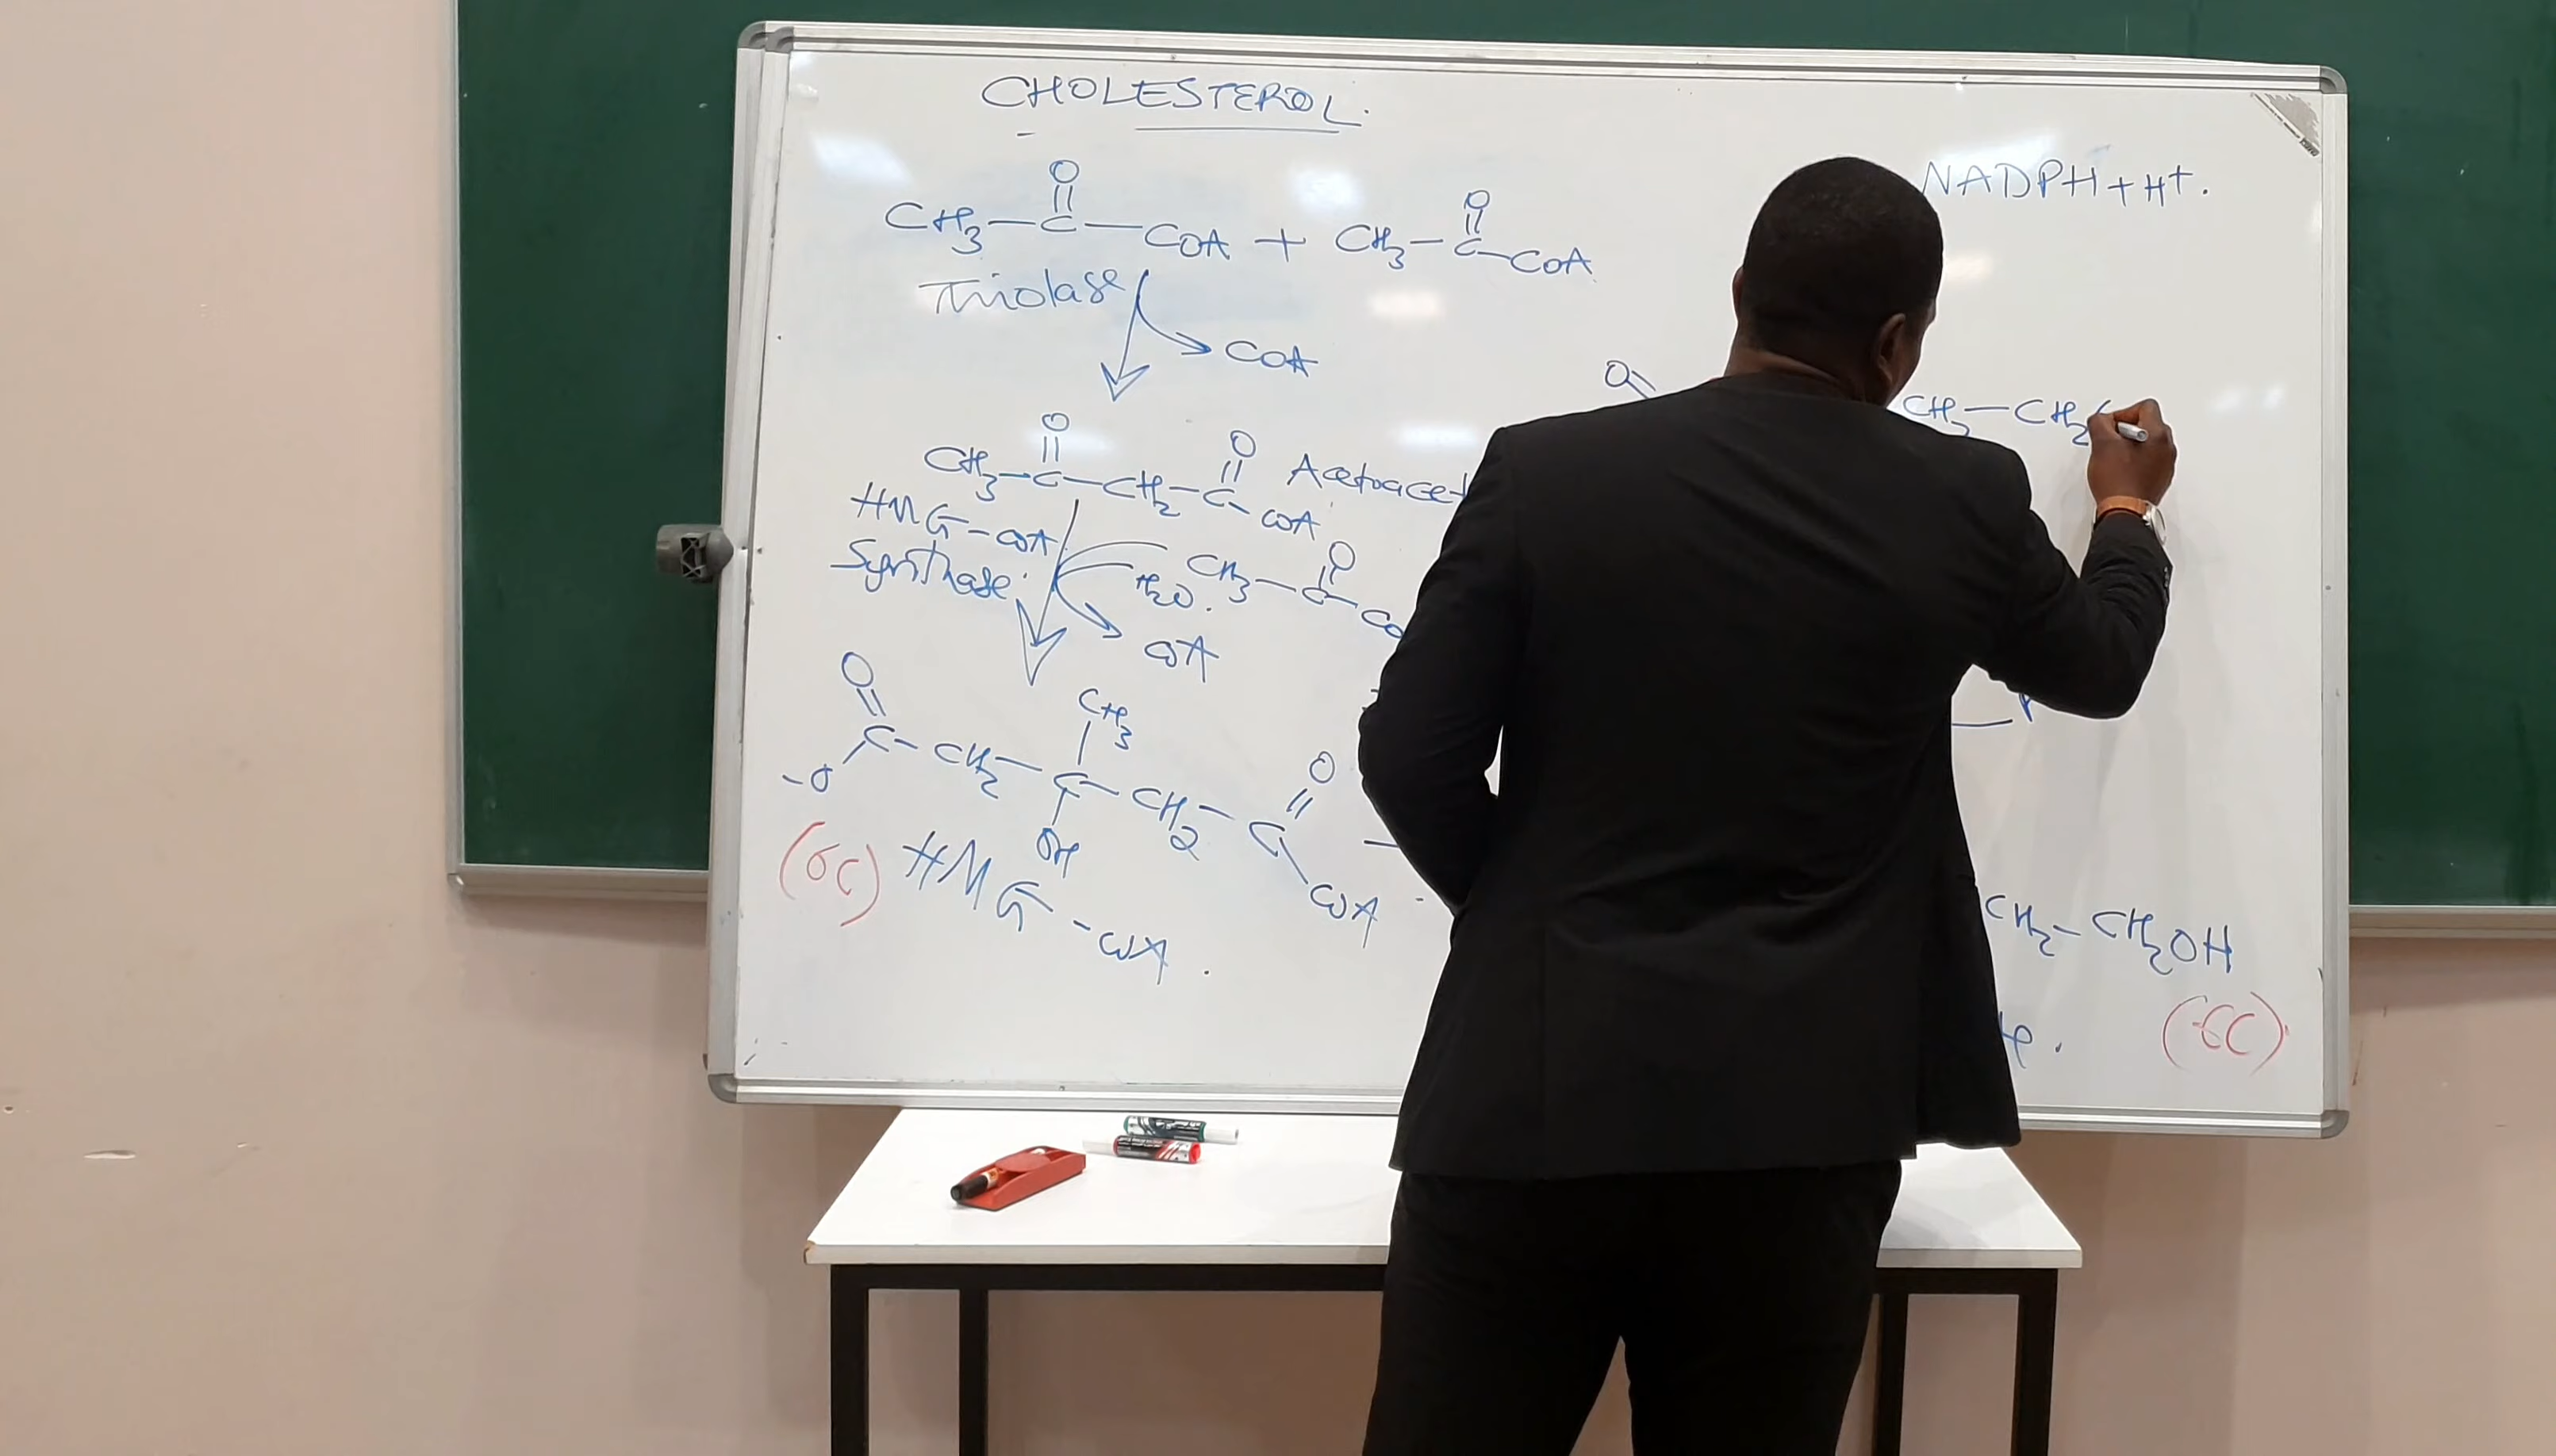 CHOLESTEROL.
O O
CH3—C—COA + CH3—C—COA
Thiolase
COA
O O
CH3—C—CH2—C—COA
Acetoacet
HMG-COA
Synthase.
O
CH3—C—Co
H2O.
COA
O CH3 O
-O C—CH2—C—CH2—C COA
OH
(6C) HMG-COA.
NADPH+H+.
O
CH2—CH2
CH2—CH2OH
(6C)